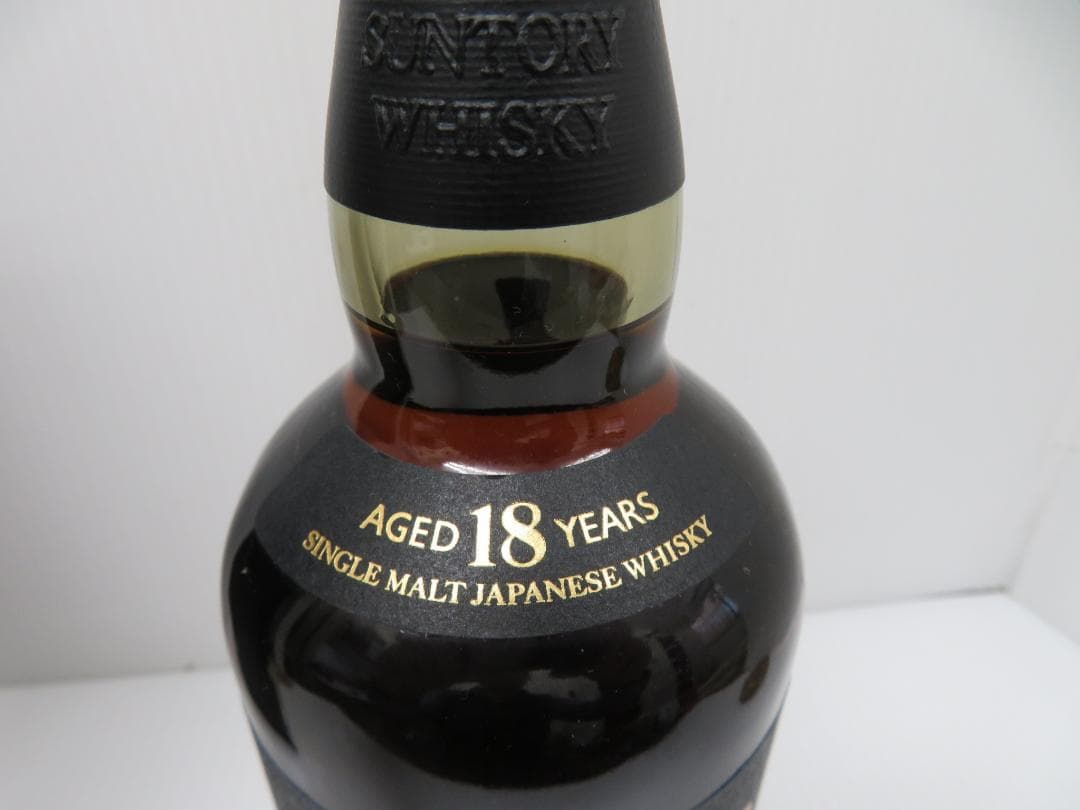 SUNTORY
WHISKY
AGED 18 YEARS
SINGLE MALT JAPANESE WHISKY